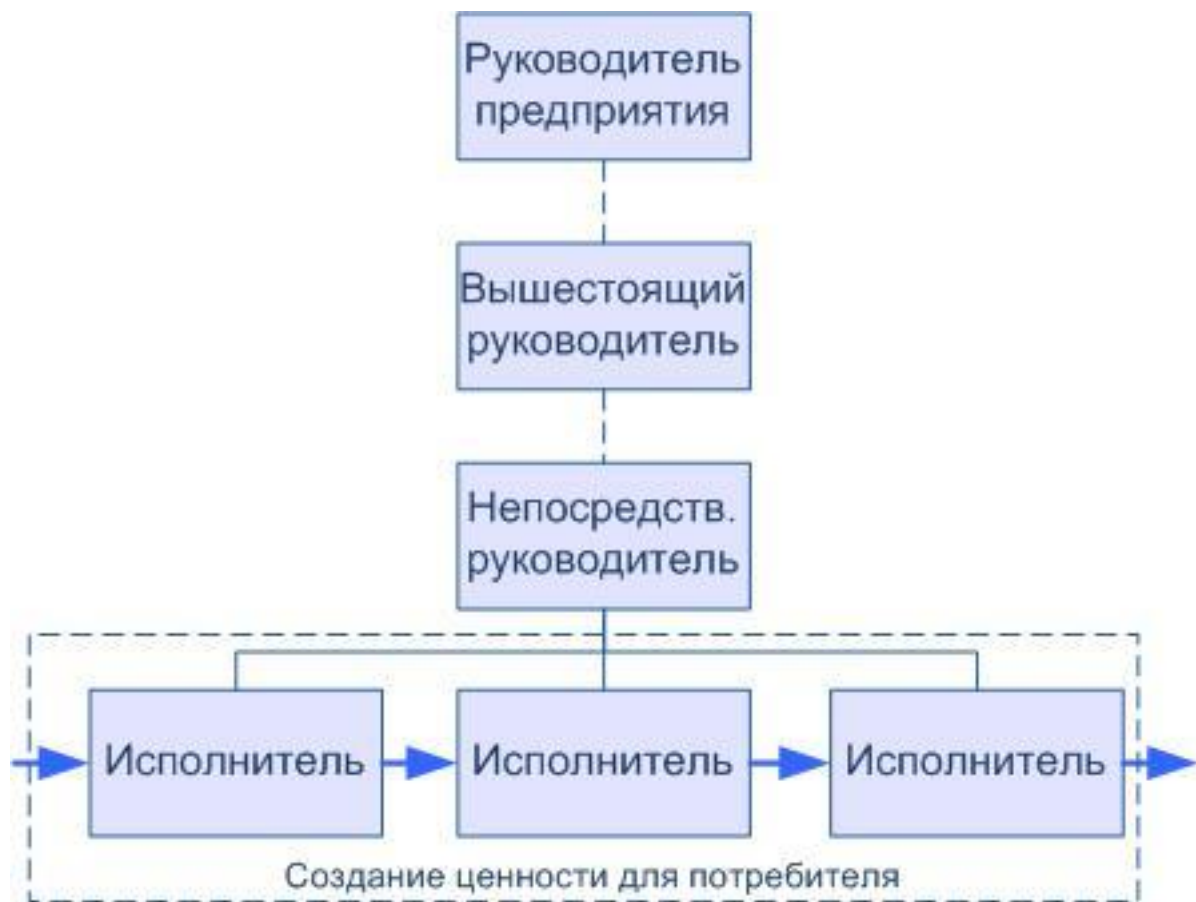 Руководитель
предприятия
Вышестоящий
руководитель
Непосредств.
руководитель
Исполнитель
Исполнитель
Исполнитель
Создание ценности для потребителя